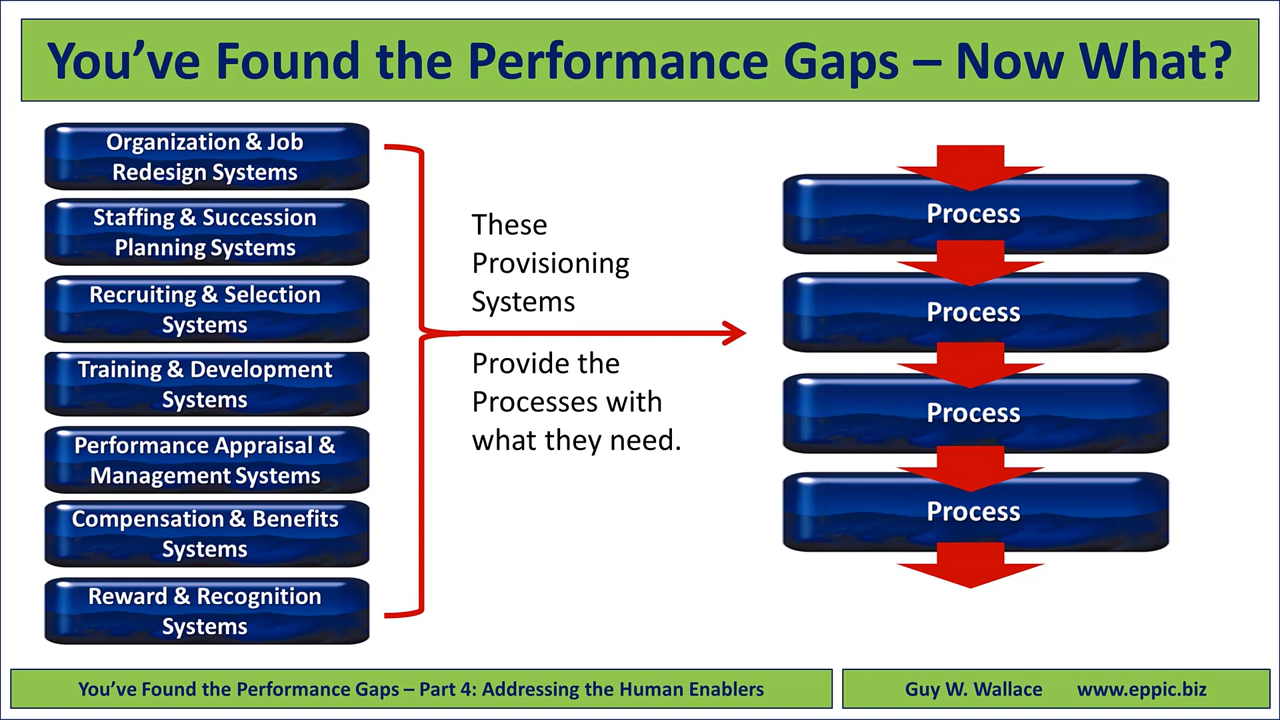 You’ve Found the Performance Gaps – Now What?
Organization & Job
Redesign Systems
Staffing & Succession
Planning Systems
Recruiting & Selection
Systems
Training & Development
Systems
Performance Appraisal &
Management Systems
Compensation & Benefits
Systems
Reward & Recognition
Systems
These
Provisioning
Systems
Provide the
Processes with
what they need.
Process
Process
Process
Process
You’ve Found the Performance Gaps – Part 4: Addressing the Human Enablers
Guy W. Wallace www.eppic.biz